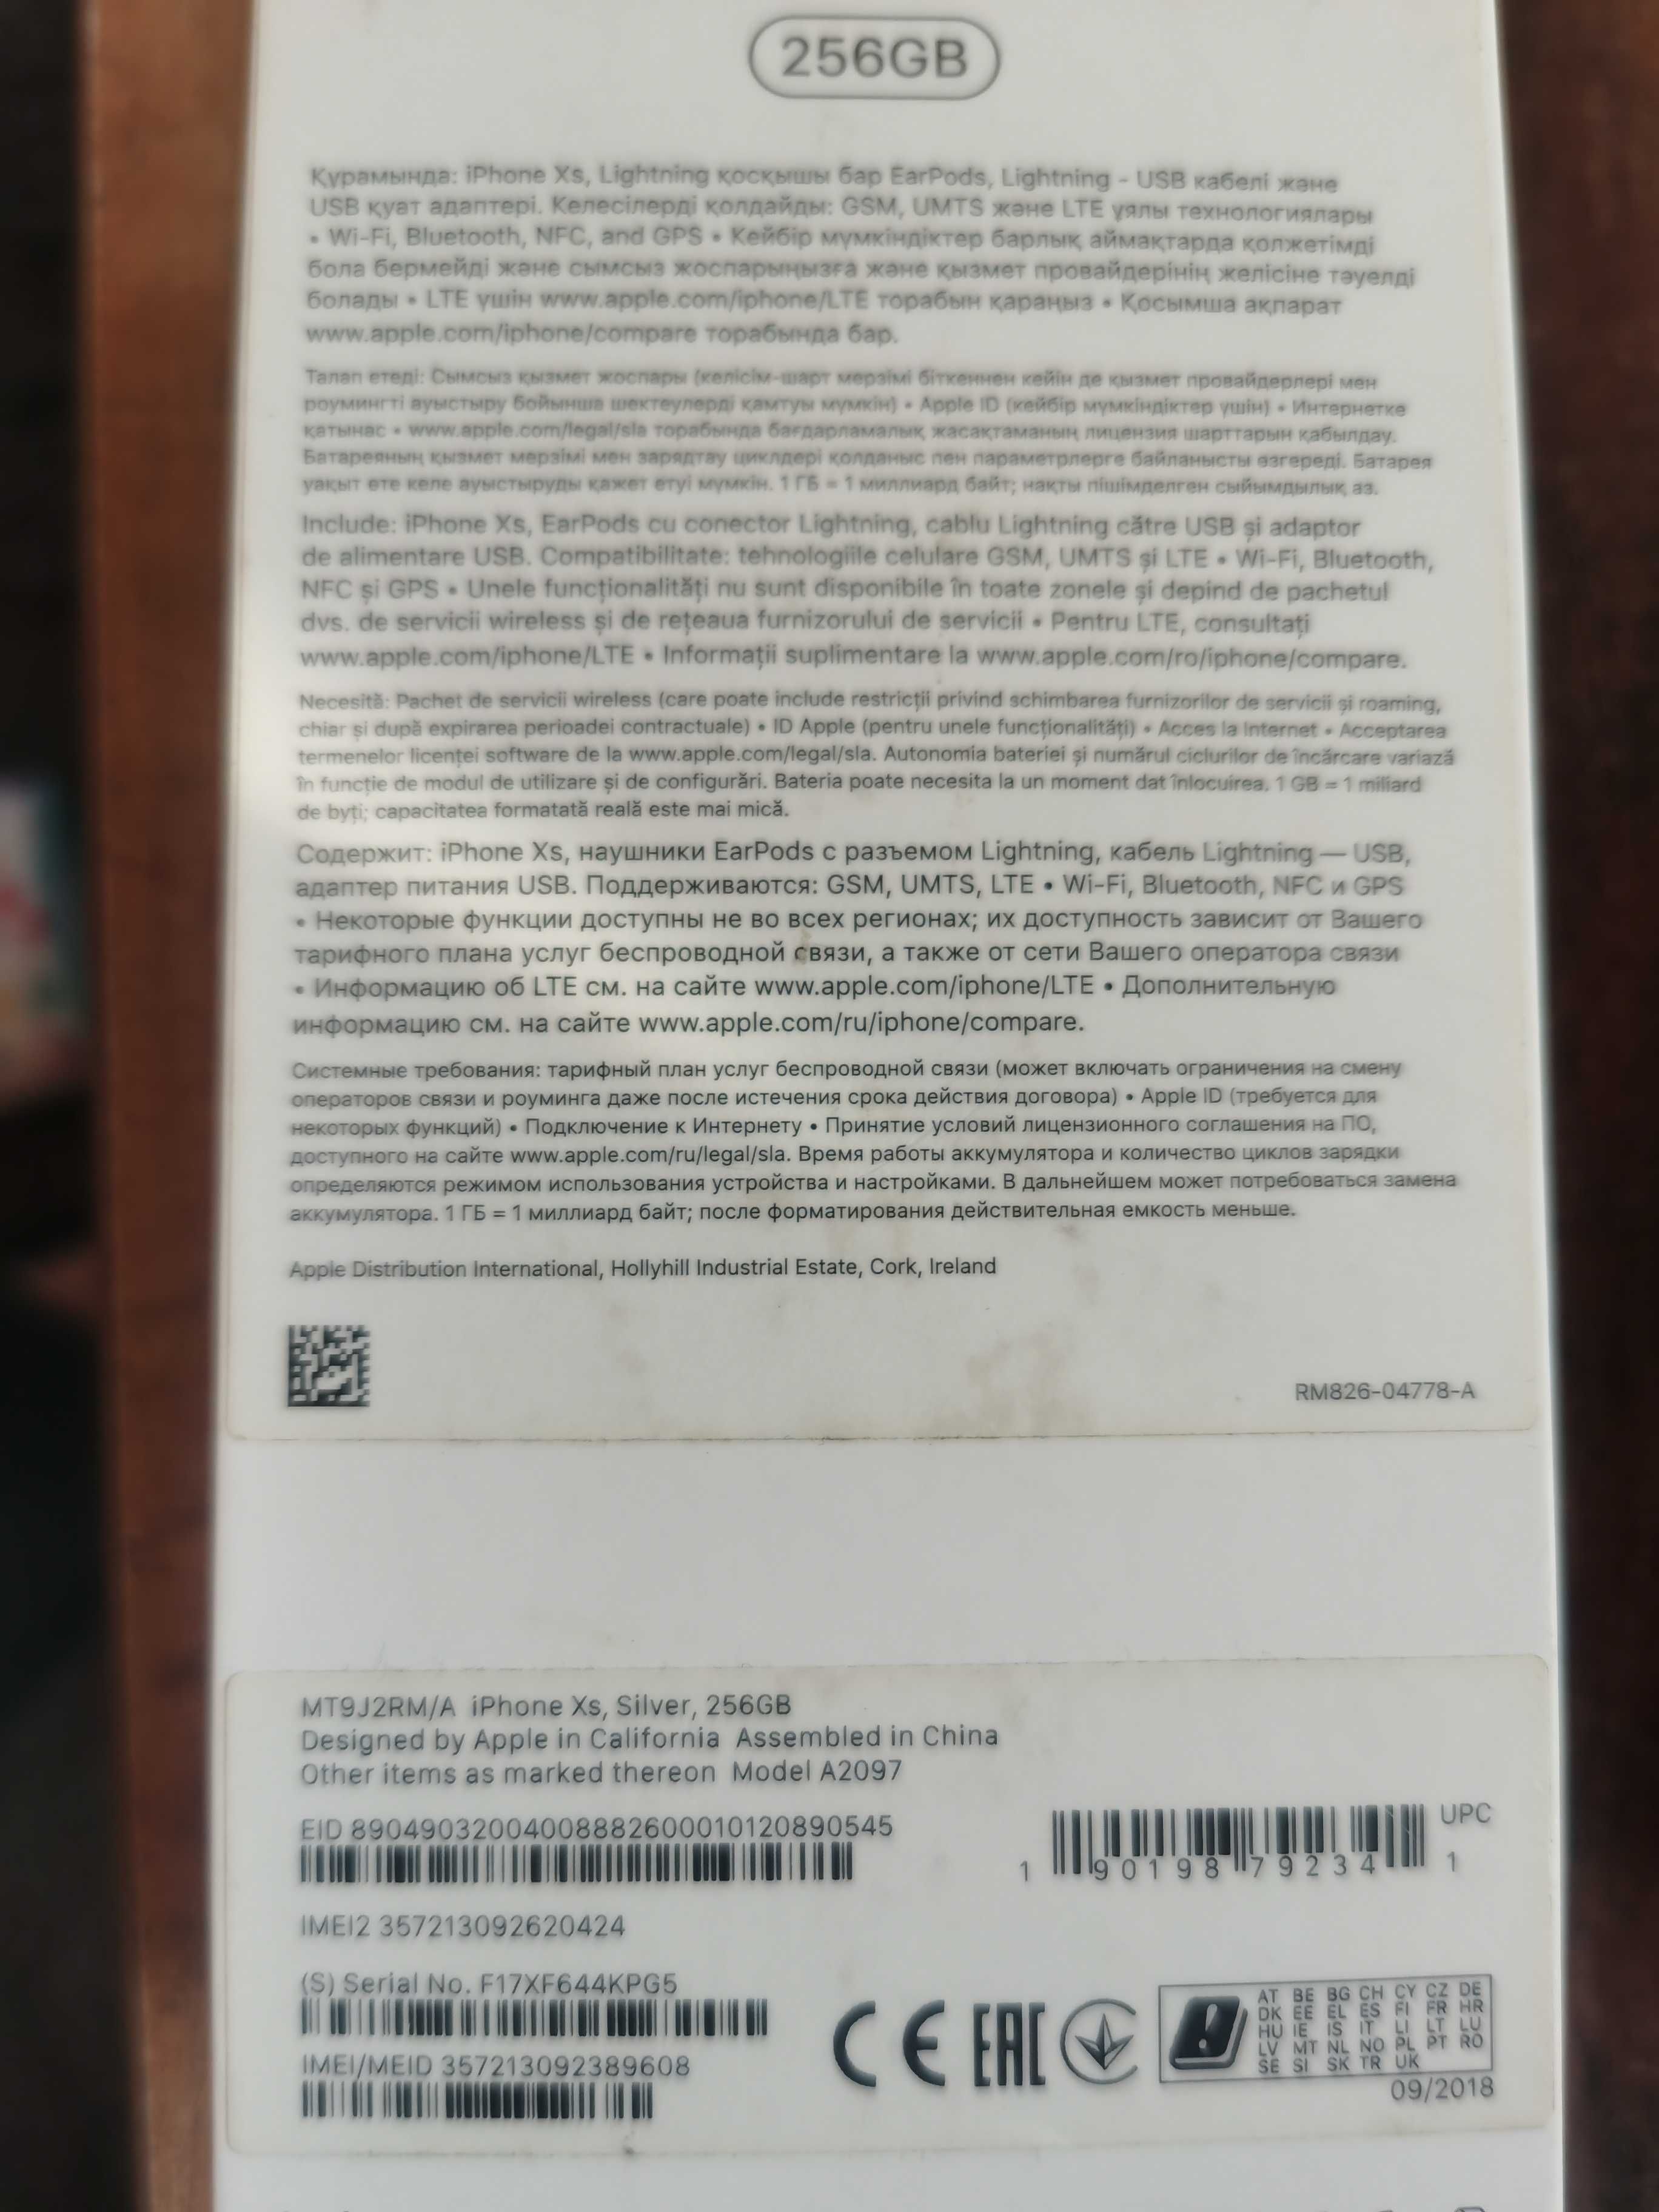 256GB
Құрамында: iPhone Xs, Lightning қосқышы бар EarPods, Lightning - USB кабелі және
USB қуат адаптері. Келесілерді қолдайды: GSM, UMTS және LTE ұялы технологиялары
• Wi-Fi, Bluetooth, NFC, and GPS • Кейбір мүмкіндіктер барлық аймақтарда қолжетімді
бола бермейді және сымсыз жоспарыңызға және қызмет провайдерінің желісіне тәуелді
болады • LTE үшін www.apple.com/iphone/LTE торабын қараңыз • Қосымша ақпарат
www.apple.com/iphone/compare торабында бар.
Талап етеді: Сымсыз қызмет жоспары (келісім-шарт мерзімі біткеннен кейін де қызмет провайдерлері мен
роумингті ауыстыру бойынша шектеулерді қамтуы мүмкін) • Apple ID (кейбір мүмкіндіктер үшін) • Интернетке
қатынас • www.apple.com/legal/sla торабында бағдарламалық жасақтаманың лицензия шарттарын қабылдау.
Батареяның қызмет мерзімі мен зарядтау циклдері қолданыс пен параметрлерге байланысты өзгереді. Батарея
уақыт өте келе ауыстыруды қажет етуі мүмкін. 1 ГБ = 1 миллиард байт; нақты пішімделген сыйымдылық аз.
Include: iPhone Xs, EarPods cu conector Lightning, cablu Lightning către USB și adaptor
de alimentare USB. Compatibilitate: tehnologiile celulare GSM, UMTS și LTE • Wi-Fi, Bluetooth,
NFC și GPS • Unele funcționalități nu sunt disponibile în toate zonele și depind de pachetul
dvs. de servicii wireless și de rețeaua furnizorului de servicii • Pentru LTE, consultați
www.apple.com/iphone/LTE • Informații suplimentare la www.apple.com/ro/iphone/compare.
Necesită: Pachet de servicii wireless (care poate include restricții privind schimbarea furnizorilor de servicii și roaming,
chiar și după expirarea perioadei contractuale) • ID Apple (pentru unele funcționalități) • Acces la Internet • Acceptarea
termenelor licenței software de la www.apple.com/legal/sla. Autonomia bateriei și numărul ciclurilor de încărcare variază
în funcție de modul de utilizare și de configurări. Bateria poate necesita la un moment dat înlocuirea. 1 GB = 1 miliard
de byți; capacitatea formatată reală este mai mică.
Содержит: iPhone Xs, наушники EarPods с разъемом Lightning, кабель Lightning — USB,
адаптер питания USB. Поддерживаются: GSM, UMTS, LTE • Wi-Fi, Bluetooth, NFC и GPS
• Некоторые функции доступны не во всех регионах; их доступность зависит от Вашего
тарифного плана услуг беспроводной связи, а также от сети Вашего оператора связи
• Информацию об LTE см. на сайте www.apple.com/iphone/LTE • Дополнительную
информацию см. на сайте www.apple.com/ru/iphone/compare.
Системные требования: тарифный план услуг беспроводной связи (может включать ограничения на смену
операторов связи и роуминга даже после истечения срока действия договора) • Apple ID (требуется для
некоторых функций) • Подключение к Интернету • Принятие условий лицензионного соглашения на ПО,
доступного на сайте www.apple.com/ru/legal/sla. Время работы аккумулятора и количество циклов зарядки
определяются режимом использования устройства и настройками. В дальнейшем может потребоваться замена
аккумулятора. 1 ГБ = 1 миллиард байт; после форматирования действительная емкость меньше.
Apple Distribution International, Hollyhill Industrial Estate, Cork, Ireland
RM826-04778-A
MT9J2RM/A iPhone Xs, Silver, 256GB
Designed by Apple in California Assembled in China
Other items as marked thereon Model A2097
EID 89049032004008882600010120890545
UPC
1 90198 79234 1
IMEI2 357213092620424
(S) Serial No. F17XF644KPG5
IMEI/MEID 357213092389608
CE EAC
AT BE BG CH CY CZ DE
DK EE EL ES FI FR HR
HU IE IS IT LI LT LU
LV MT NL NO PL PT RO
SE SI SK TR UK
09/2018